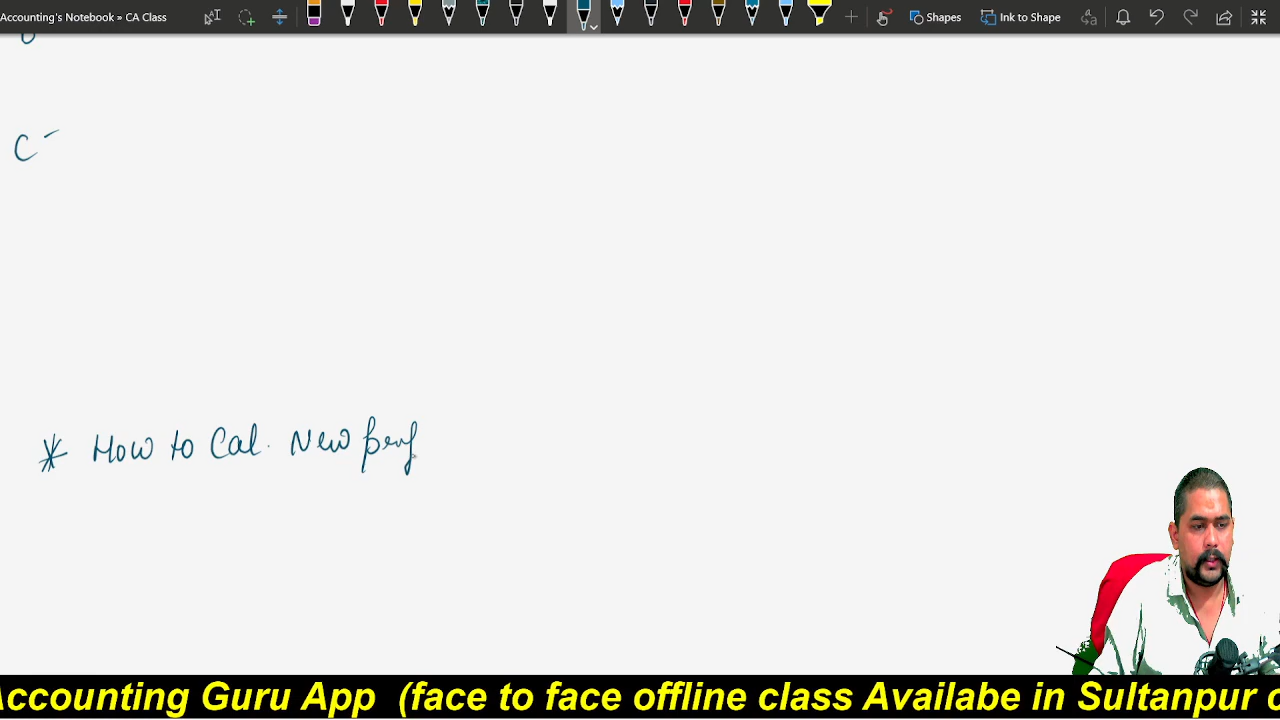 Accounting's Notebook » CA Class
Shapes
Ink to Shape
C -
* How to Cal. New prof
Accounting Guru App (face to face offline class Availabe in Sultanpur